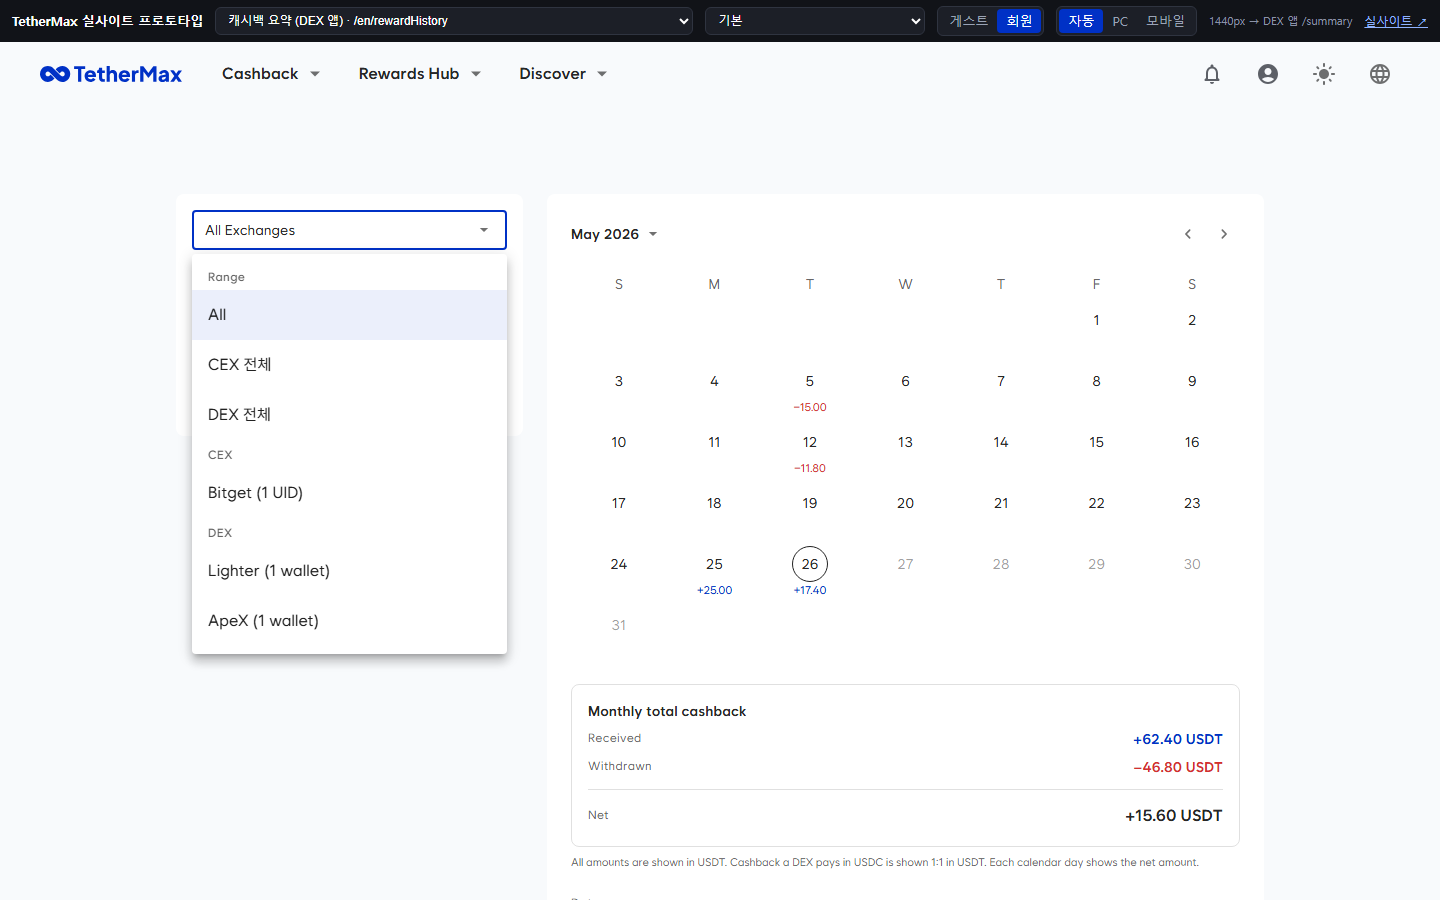 TetherMax 실사이트 프로토타입
캐시백 요약 (DEX 앱) · /en/rewardHistory
기본
게스트 회원
자동 PC 모바일
1440px → DEX 앱 /summary
실사이트 ↗
TetherMax
Cashback
Rewards Hub
Discover
All Exchanges
Range
All
CEX 전체
DEX 전체
CEX
Bitget (1 UID)
DEX
Lighter (1 wallet)
ApeX (1 wallet)
May 2026
S M T W T F S
1 2
3 4 5 6 7 8 9
−15.00
10 11 12 13 14 15 16
−11.80
17 18 19 20 21 22 23
24 25 26 27 28 29 30
+25.00 +17.40
31
Monthly total cashback
Received +62.40 USDT
Withdrawn −46.80 USDT
Net +15.60 USDT
All amounts are shown in USDT. Cashback a DEX pays in USDC is shown 1:1 in USDT. Each calendar day shows the net amount.